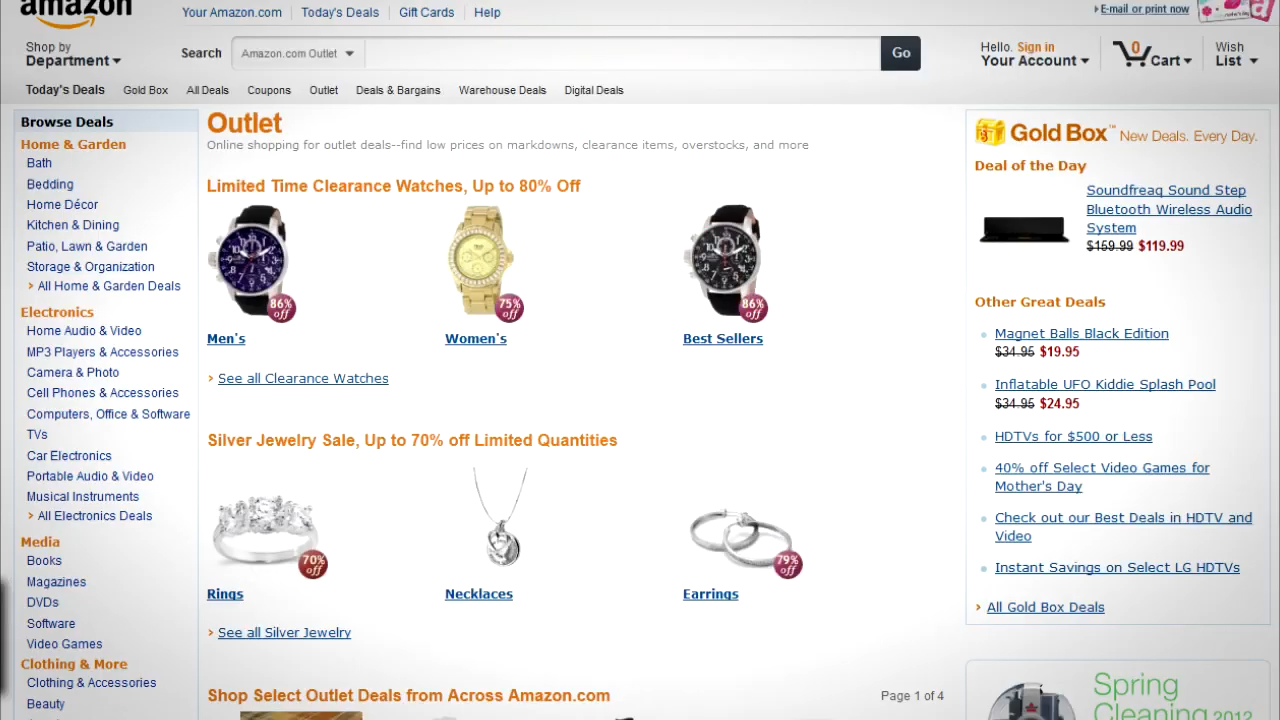 amazon
Your Amazon.com
Today's Deals
Gift Cards
Help
E-mail or print now
Shop by
Department
Search
Amazon.com Outlet
Go
Hello. Sign in
Your Account
0
Cart
Wish
List
Today's Deals
Gold Box
All Deals
Coupons
Outlet
Deals & Bargains
Warehouse Deals
Digital Deals
Browse Deals
Home & Garden
Bath
Bedding
Home Décor
Kitchen & Dining
Patio, Lawn & Garden
Storage & Organization
› All Home & Garden Deals
Electronics
Home Audio & Video
MP3 Players & Accessories
Camera & Photo
Cell Phones & Accessories
Computers, Office & Software
TVs
Car Electronics
Portable Audio & Video
Musical Instruments
› All Electronics Deals
Media
Books
Magazines
DVDs
Software
Video Games
Clothing & More
Clothing & Accessories
Beauty
Outlet
Online shopping for outlet deals--find low prices on markdowns, clearance items, overstocks, and more
Limited Time Clearance Watches, Up to 80% Off
86%
off
75%
off
86%
off
Men's
Women's
Best Sellers
› See all Clearance Watches
Silver Jewelry Sale, Up to 70% off Limited Quantities
70%
off
79%
off
Rings
Necklaces
Earrings
› See all Silver Jewelry
Shop Select Outlet Deals from Across Amazon.com
Page 1 of 4
Gold Box™ New Deals. Every Day.
Deal of the Day
Soundfreaq Sound Step
Bluetooth Wireless Audio
System
$159.99 $119.99
Other Great Deals
Magnet Balls Black Edition
$34.95 $19.95
Inflatable UFO Kiddie Splash Pool
$34.95 $24.95
HDTVs for $500 or Less
40% off Select Video Games for
Mother's Day
Check out our Best Deals in HDTV and
Video
Instant Savings on Select LG HDTVs
› All Gold Box Deals
Spring
Cleaning 2012